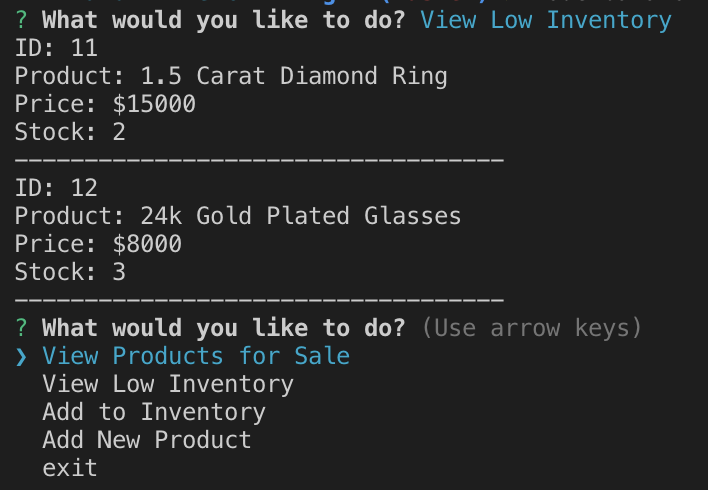 ? What would you like to do? View Low Inventory
ID: 11
Product: 1.5 Carat Diamond Ring
Price: $15000
Stock: 2
-----------------------------------
ID: 12
Product: 24k Gold Plated Glasses
Price: $8000
Stock: 3
-----------------------------------
? What would you like to do? (Use arrow keys)
❯ View Products for Sale
  View Low Inventory
  Add to Inventory
  Add New Product
  exit